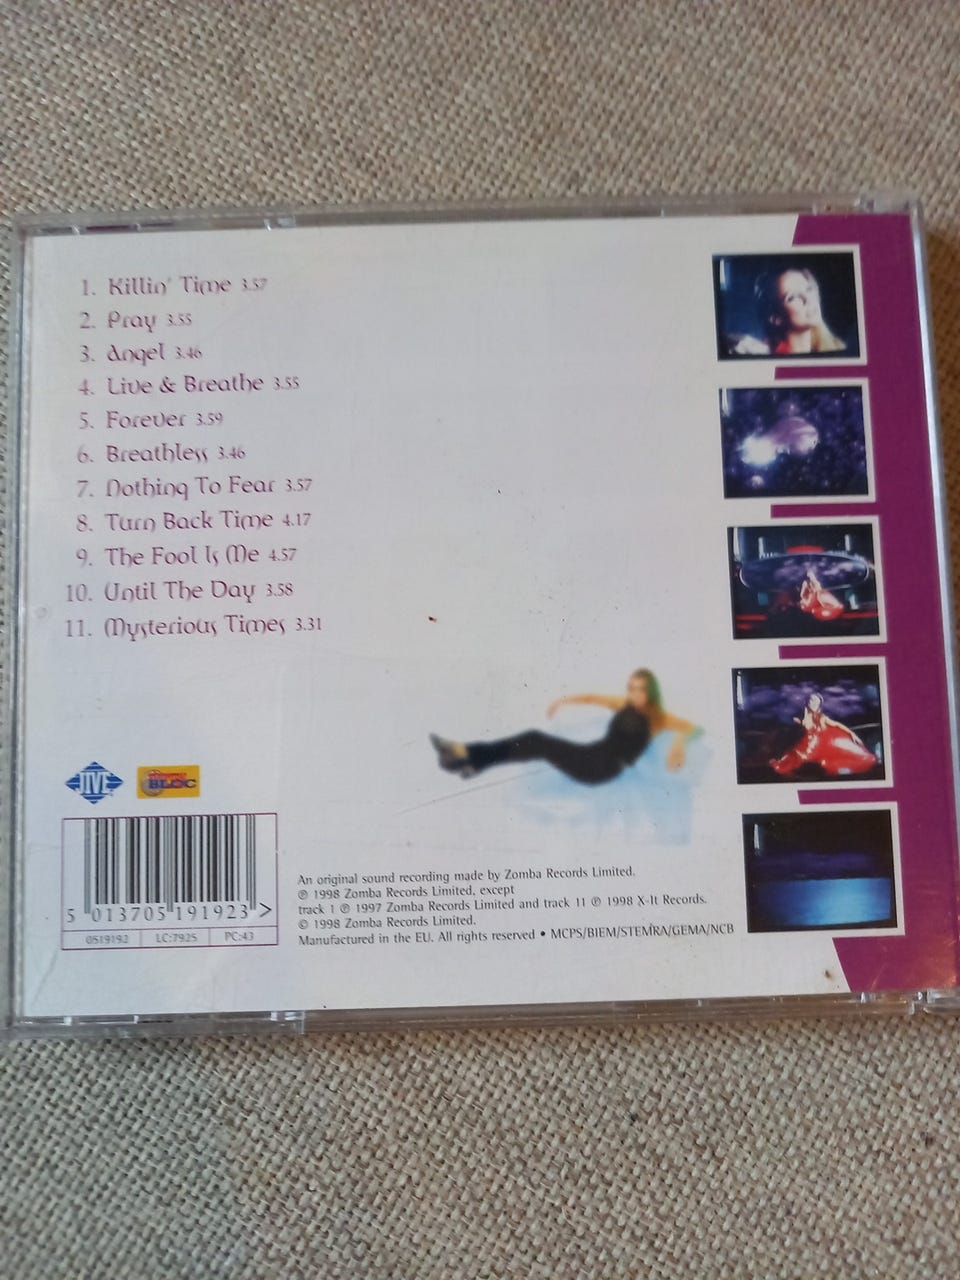 1. Killin' Time 3.57
2. Pray 3.55
3. Angel 3.46
4. Live & Breathe 3.55
5. Forever 3.59
6. Breathless 3.46
7. Nothing To Fear 3.57
8. Turn Back Time 4.17
9. The Fool Is Me 4.57
10. Until The Day 3.58
11. Mysterious Times 3.31
JIVE
BLOC
5 013705 191923 >
0519192 LC:7925 PC:43
An original sound recording made by Zomba Records Limited.
℗ 1998 Zomba Records Limited, except
track 1 ℗ 1997 Zomba Records Limited and track 11 ℗ 1998 X-It Records.
© 1998 Zomba Records Limited.
Manufactured in the EU. All rights reserved • MCPS/BIEM/STEMRA/GEMA/NCB